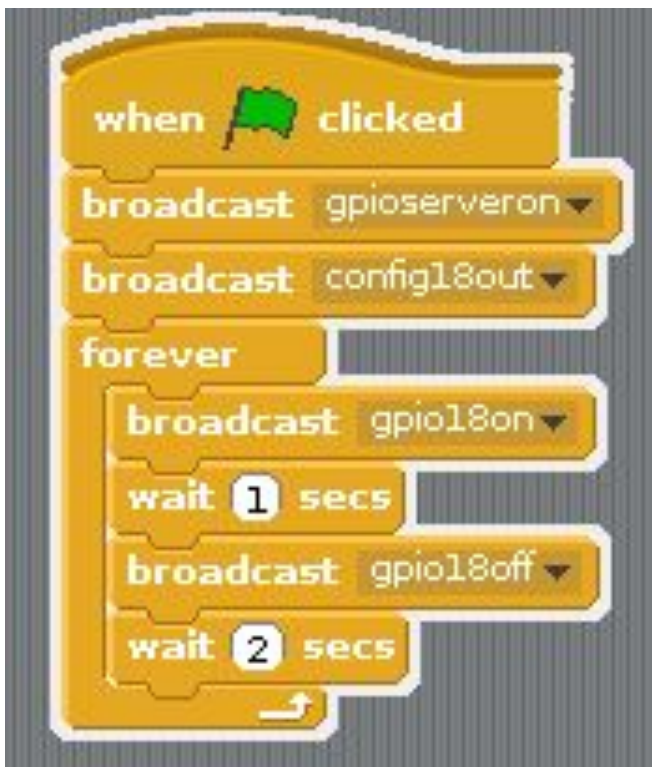 when clicked
broadcast gpioserveron
broadcast config18out
forever
broadcast gpio18on
wait 1 secs
broadcast gpio18off
wait 2 secs